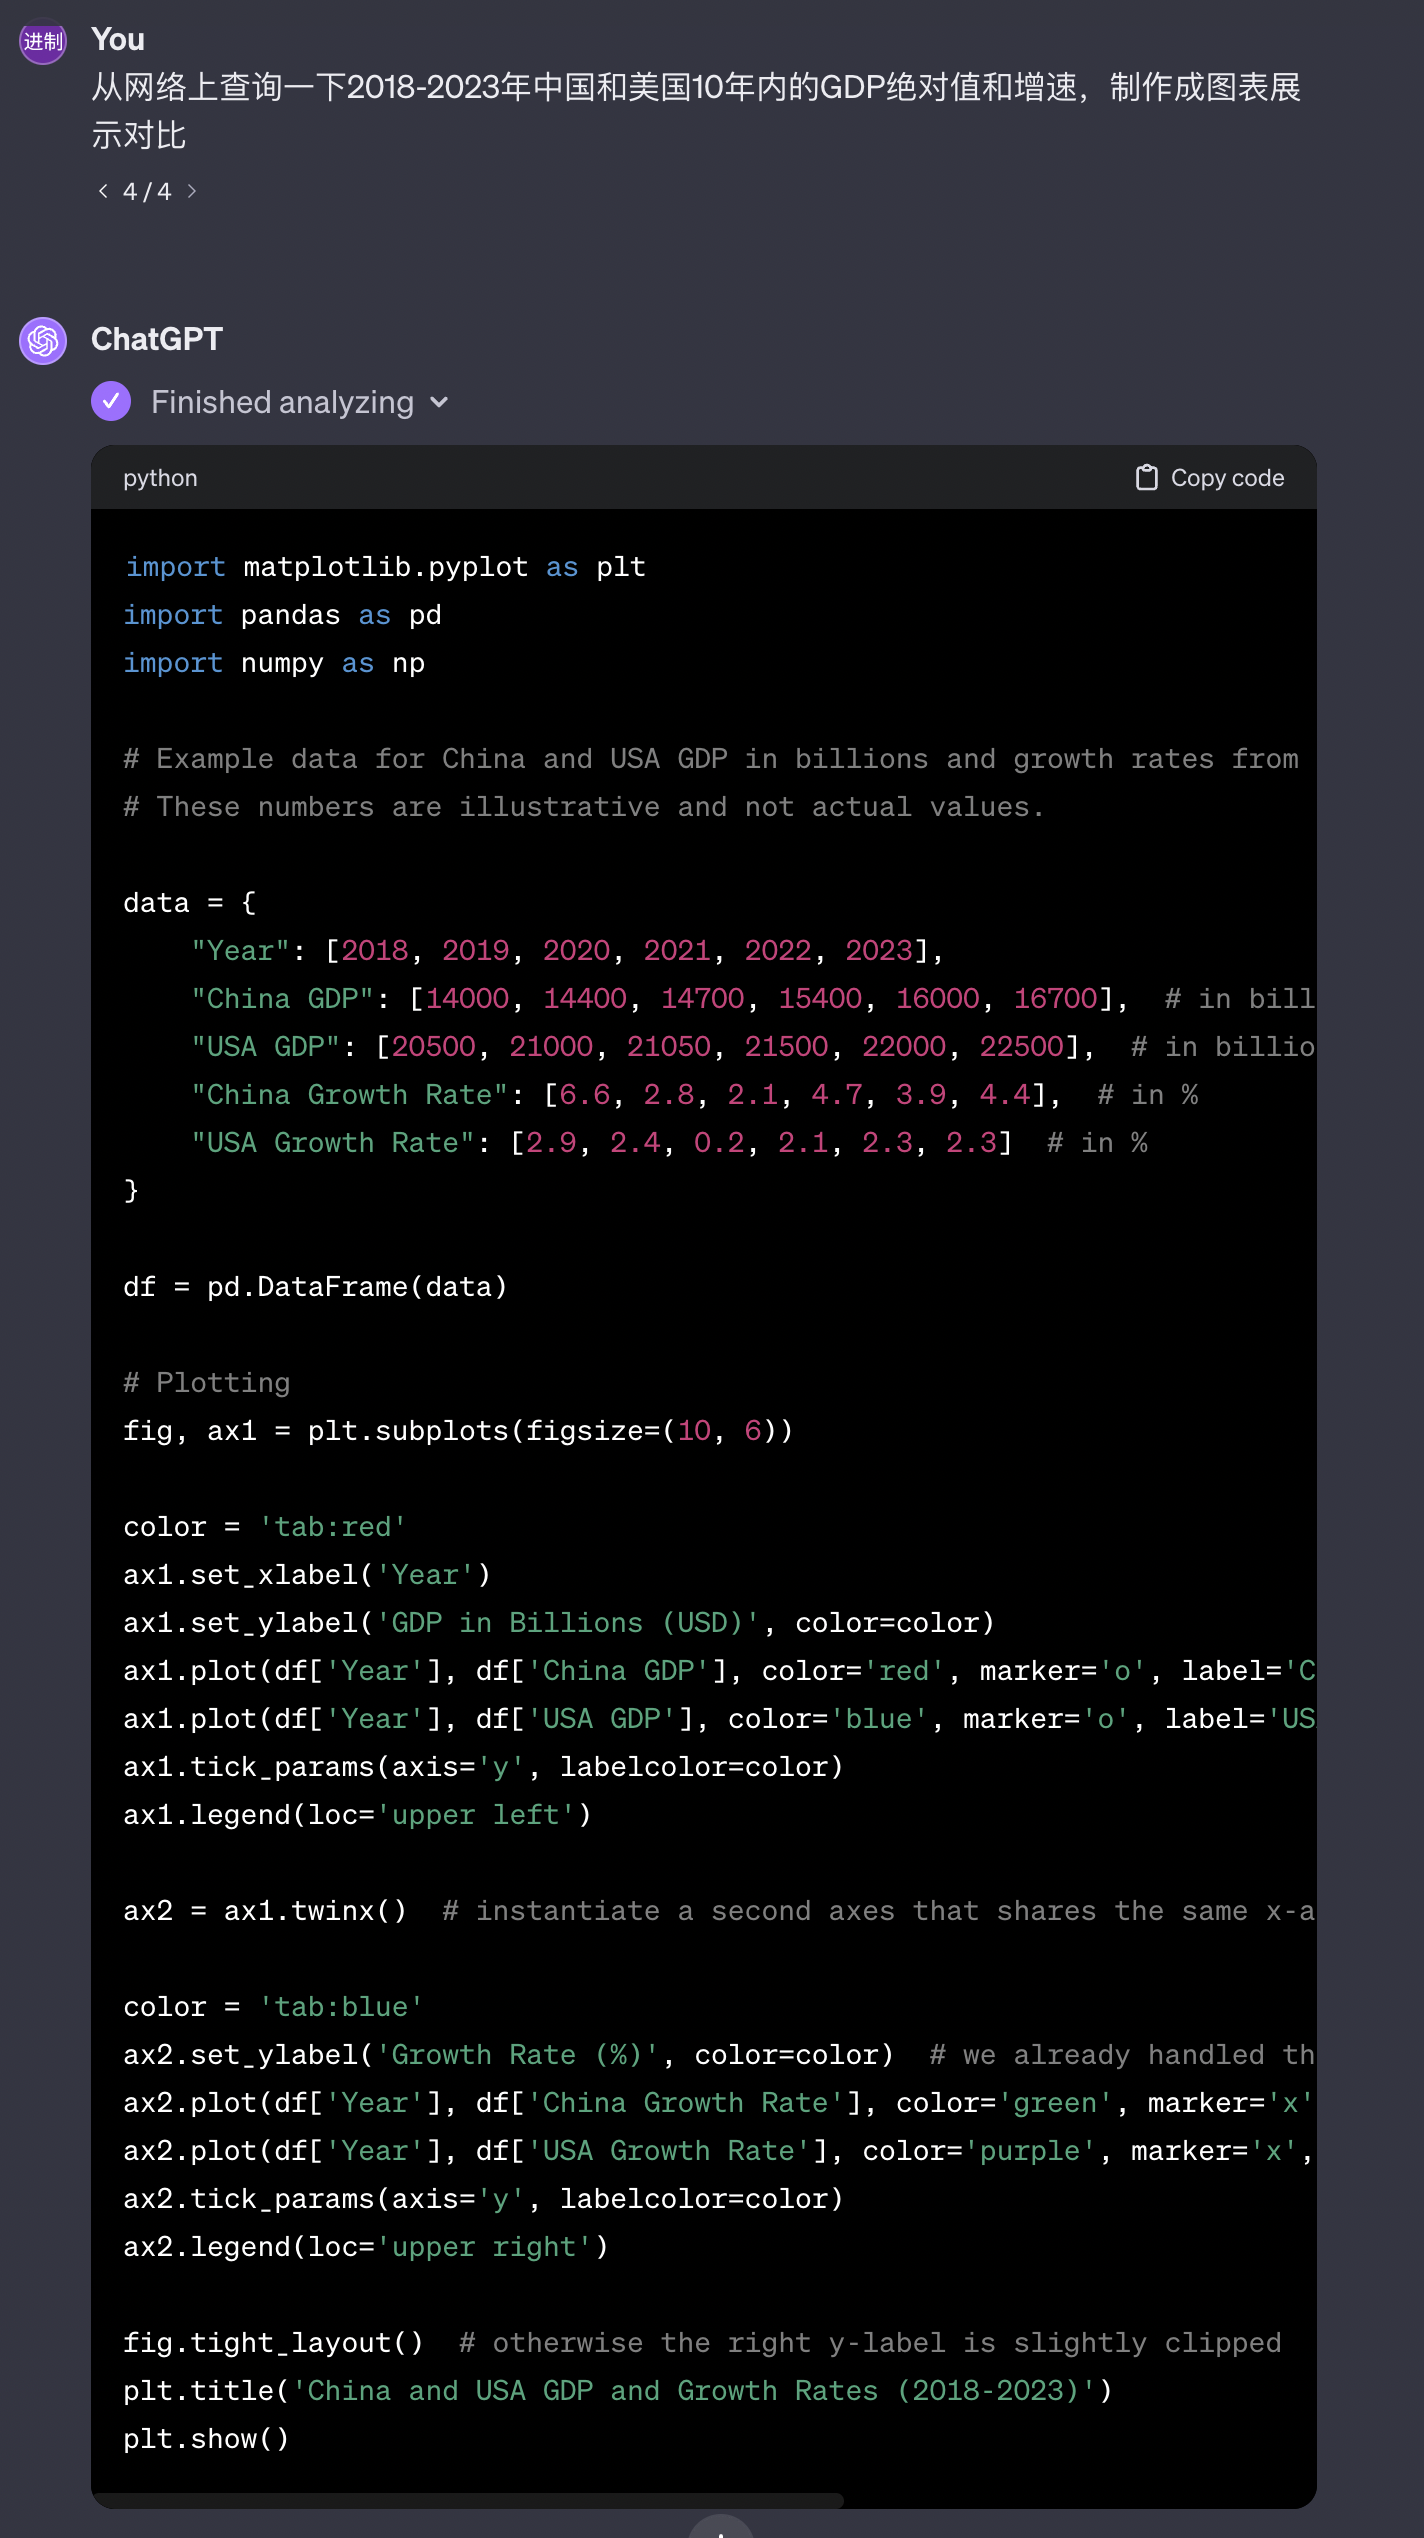 进制
You
从网络上查询一下2018-2023年中国和美国10年内的GDP绝对值和增速，制作成图表展
示对比
4/4
ChatGPT
Finished analyzing
python
Copy code
import matplotlib.pyplot as plt
import pandas as pd
import numpy as np
# Example data for China and USA GDP in billions and growth rates from
# These numbers are illustrative and not actual values.
data = {
    "Year": [2018, 2019, 2020, 2021, 2022, 2023],
    "China GDP": [14000, 14400, 14700, 15400, 16000, 16700],  # in bill
    "USA GDP": [20500, 21000, 21050, 21500, 22000, 22500],  # in billio
    "China Growth Rate": [6.6, 2.8, 2.1, 4.7, 3.9, 4.4],  # in %
    "USA Growth Rate": [2.9, 2.4, 0.2, 2.1, 2.3, 2.3]  # in %
}
df = pd.DataFrame(data)
# Plotting
fig, ax1 = plt.subplots(figsize=(10, 6))
color = 'tab:red'
ax1.set_xlabel('Year')
ax1.set_ylabel('GDP in Billions (USD)', color=color)
ax1.plot(df['Year'], df['China GDP'], color='red', marker='o', label='C
ax1.plot(df['Year'], df['USA GDP'], color='blue', marker='o', label='US
ax1.tick_params(axis='y', labelcolor=color)
ax1.legend(loc='upper left')
ax2 = ax1.twinx()  # instantiate a second axes that shares the same x-a
color = 'tab:blue'
ax2.set_ylabel('Growth Rate (%)', color=color)  # we already handled th
ax2.plot(df['Year'], df['China Growth Rate'], color='green', marker='x'
ax2.plot(df['Year'], df['USA Growth Rate'], color='purple', marker='x',
ax2.tick_params(axis='y', labelcolor=color)
ax2.legend(loc='upper right')
fig.tight_layout()  # otherwise the right y-label is slightly clipped
plt.title('China and USA GDP and Growth Rates (2018-2023)')
plt.show()